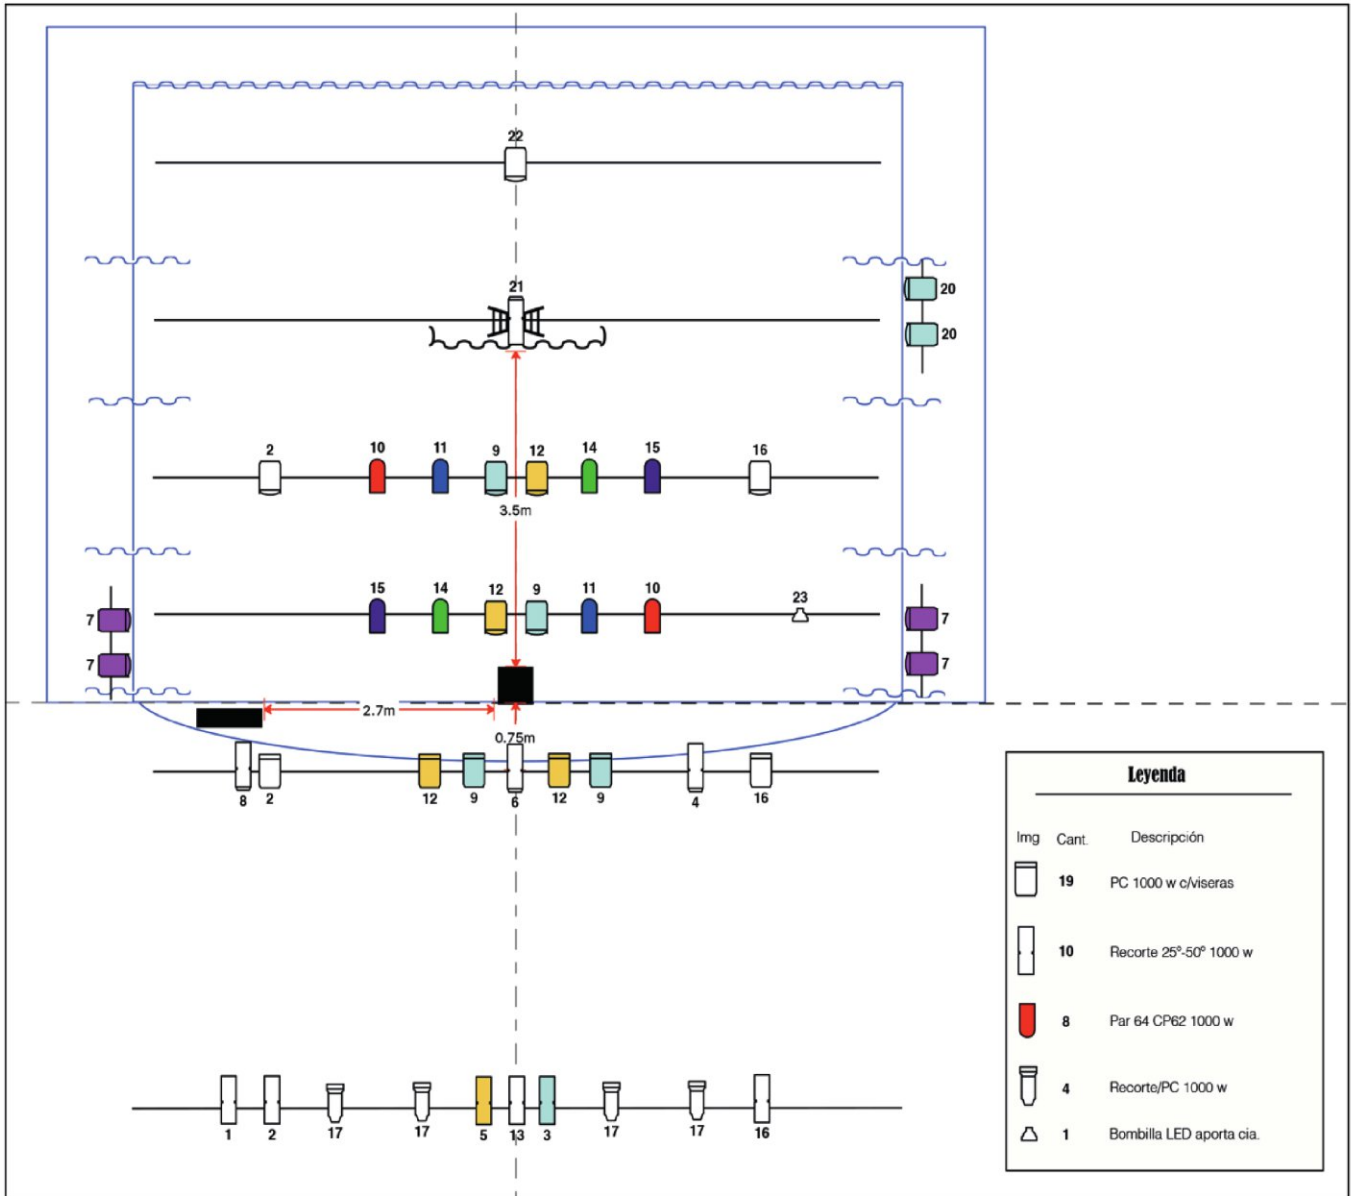 22
21
20
20
2 10 11 9 12 14 15 16
3.5m
15 14 12 9 11 10 23
7 7
7 7
2.7m
0.75m
8 2 12 9 6 12 9 4 16
Leyenda
Img Cant. Descripción
19 PC 1000 w c/viseras
10 Recorte 25º-50º 1000 w
8 Par 64 CP62 1000 w
4 Recorte/PC 1000 w
1 Bombilla LED aporta cia.
1 2 17 17 5 13 3 17 17 16